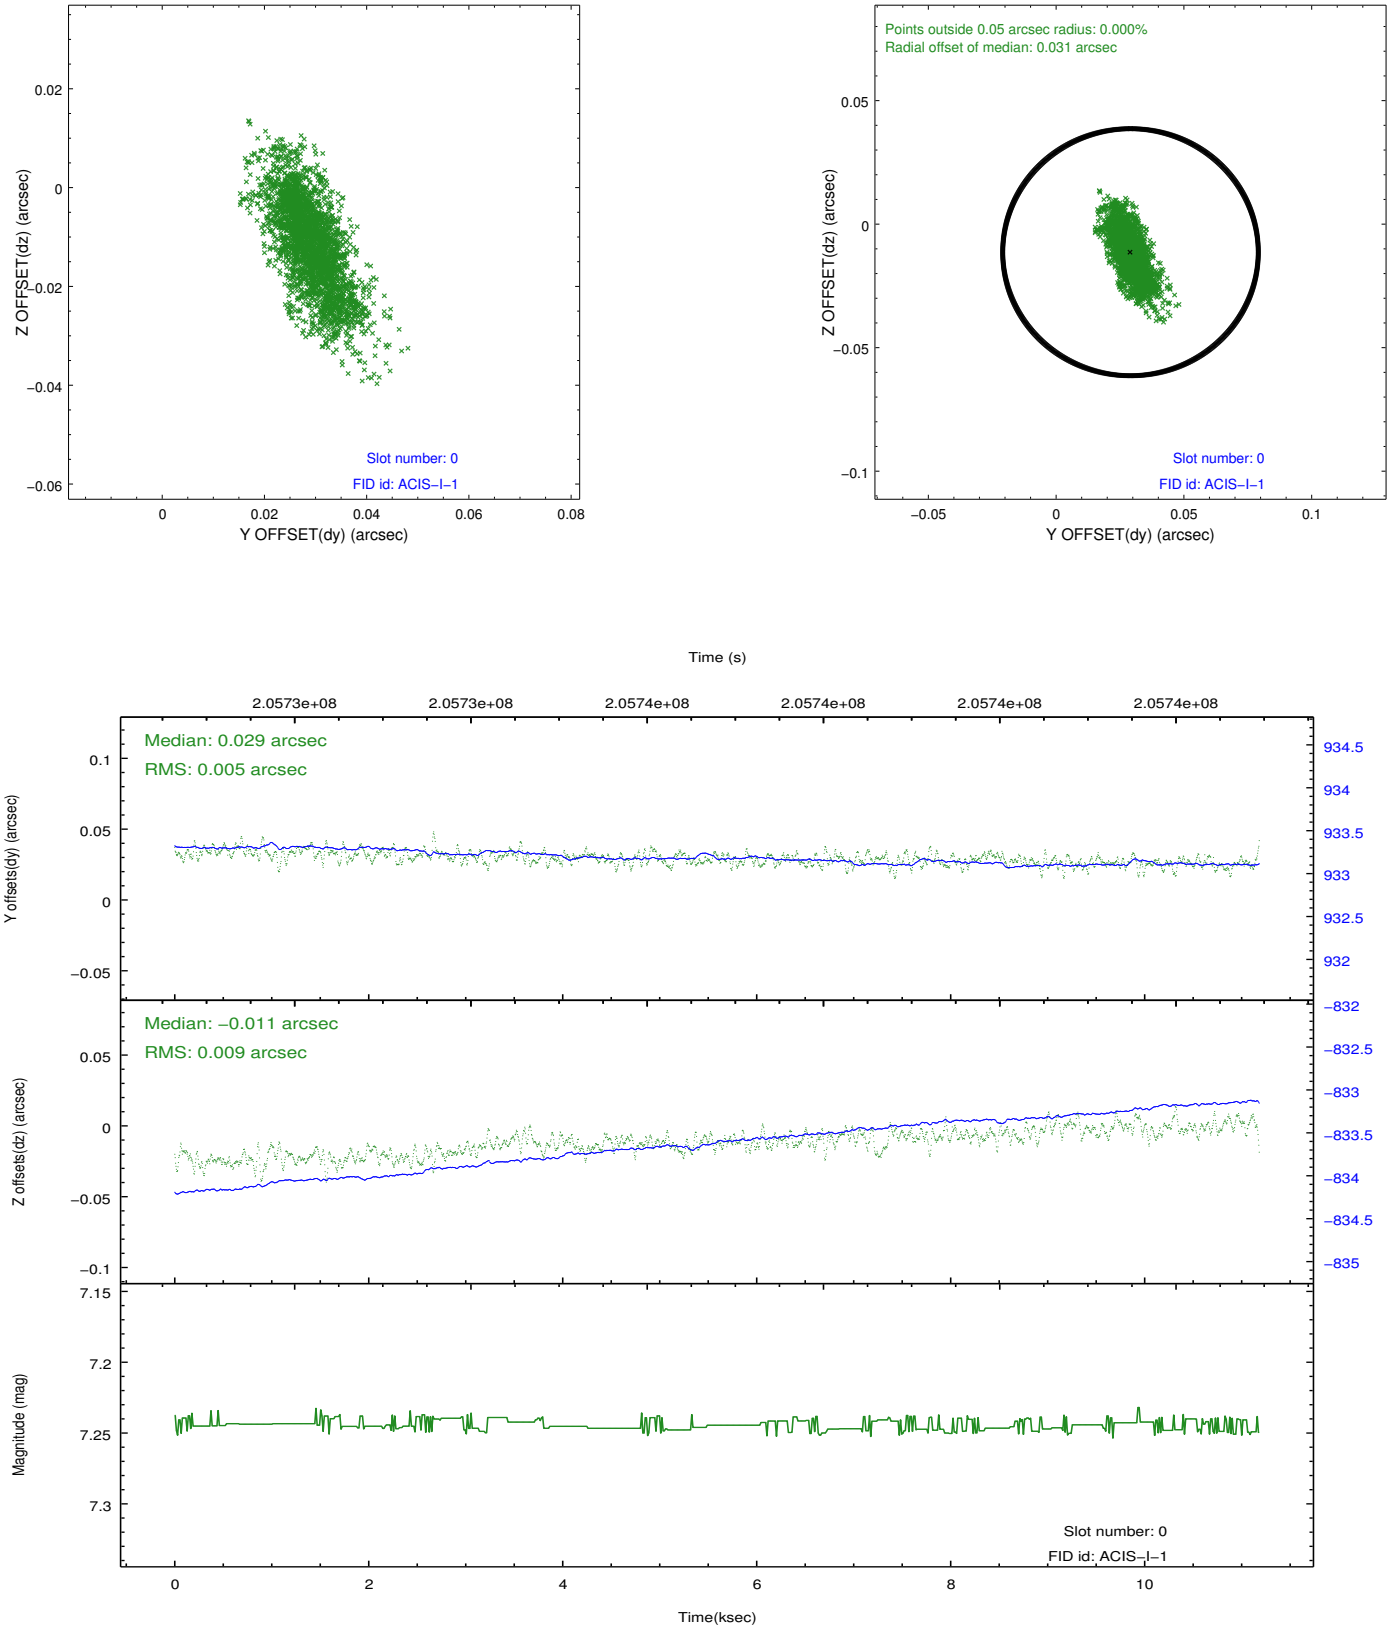 0.02
0
−0.02
−0.04
−0.06
Z OFFSET(dz) (arcsec)
Slot number: 0
FID id: ACIS−I−1
0 0.02 0.04 0.06 0.08
Y OFFSET(dy) (arcsec)
Points outside 0.05 arcsec radius: 0.000%
Radial offset of median: 0.031 arcsec
0.05
0
−0.05
−0.1
Z OFFSET(dz) (arcsec)
Slot number: 0
FID id: ACIS−I−1
−0.05 0 0.05 0.1
Y OFFSET(dy) (arcsec)
Time (s)
2.0573e+08 2.0573e+08 2.0574e+08 2.0574e+08 2.0574e+08 2.0574e+08
Median: 0.029 arcsec
RMS: 0.005 arcsec
0.1
0.05
0
−0.05
Y offsets(dy) (arcsec)
934.5
934
933.5
933
932.5
932
Median: −0.011 arcsec
RMS: 0.009 arcsec
0.05
0
−0.05
−0.1
Z offsets(dz) (arcsec)
−832
−832.5
−833
−833.5
−834
−834.5
−835
7.15
7.2
7.25
7.3
Magnitude (mag)
Slot number: 0
FID id: ACIS−I−1
0 2 4 6 8 10
Time(ksec)